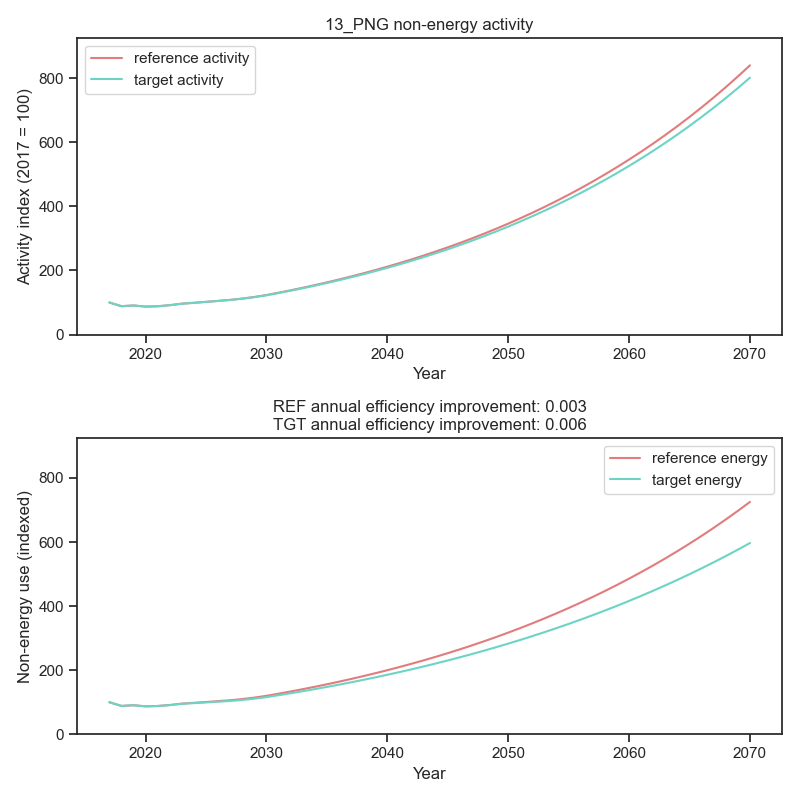 13_PNG non-energy activity
reference activity
target activity
Activity index (2017 = 100)
800
600
400
200
0
2020
2030
2040
2050
2060
2070
Year
REF annual efficiency improvement: 0.003
TGT annual efficiency improvement: 0.006
reference energy
target energy
Non-energy use (indexed)
800
600
400
200
0
2020
2030
2040
2050
2060
2070
Year